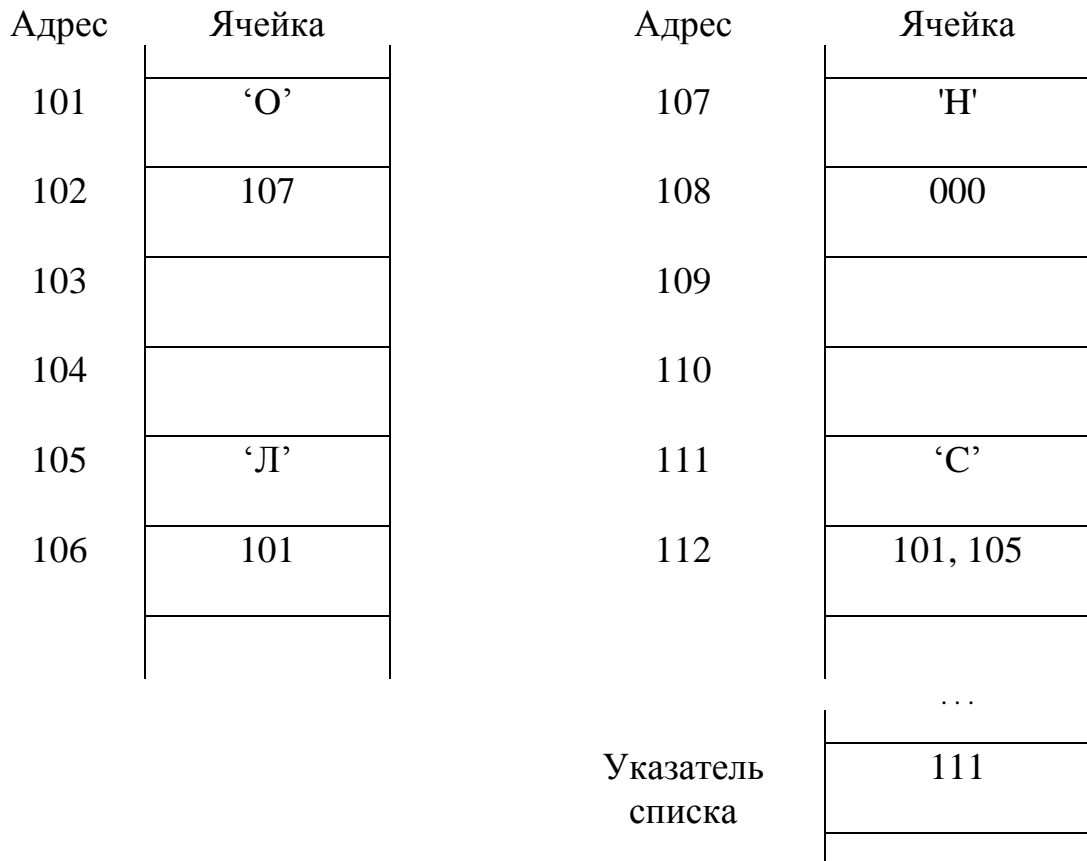 Адрес Ячейка Адрес Ячейка
101 ‘О’ 107 'Н'
102 107 108 000
103 109
104 110
105 ‘Л’ 111 ‘С’
106 101 112 101, 105
. . .
Указатель 111
списка